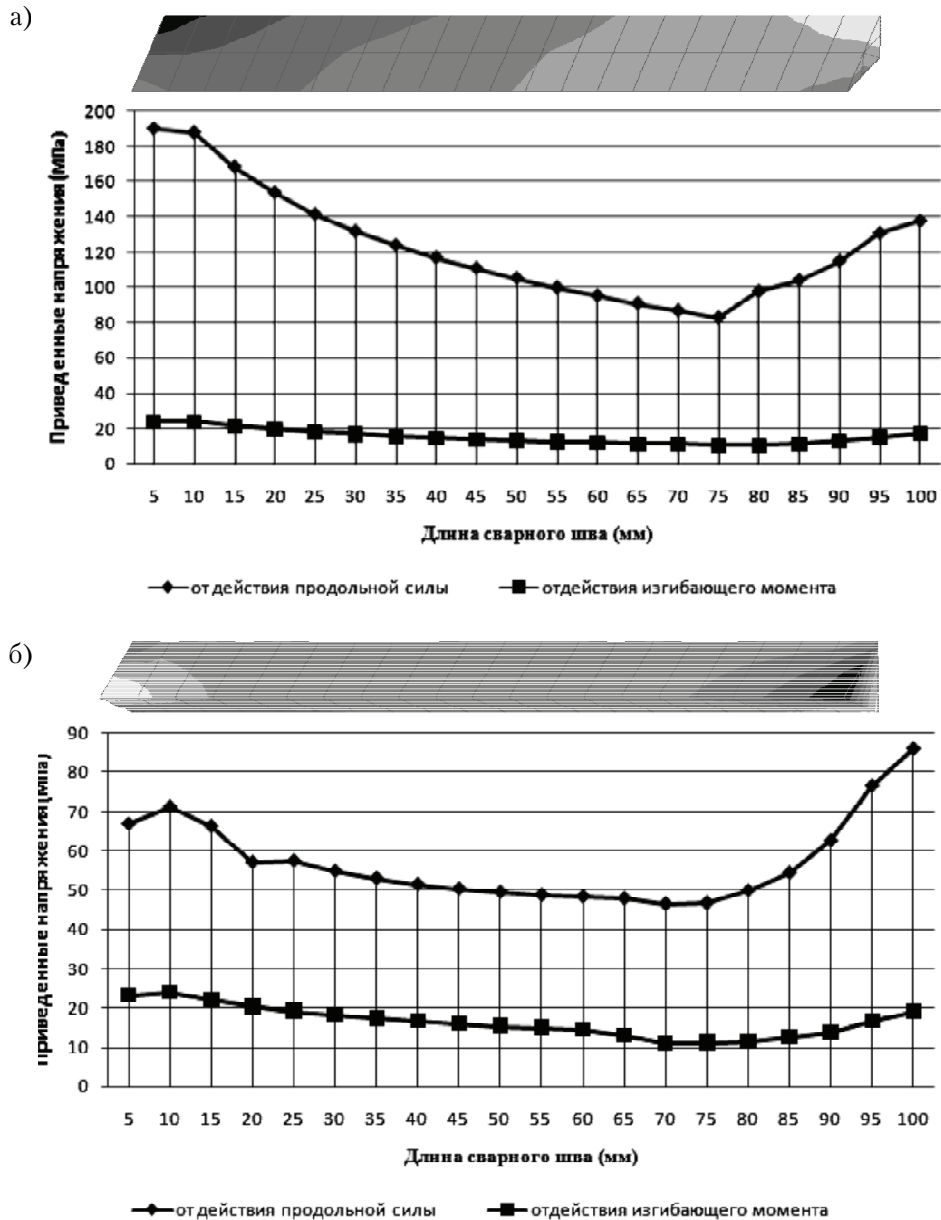 а)
Приведенные напряжения(МПа)
200
180
160
140
120
100
80
60
40
20
0
5 10 15 20 25 30 35 40 45 50 55 60 65 70 75 80 85 90 95 100
Длина сварного шва (мм)
от действия продольной силы от действия изгибающего момента
б)
приведенные напряжения(МПа)
90
80
70
60
50
40
30
20
10
0
5 10 15 20 25 30 35 40 45 50 55 60 65 70 75 80 85 90 95 100
Длина сварного шва (мм)
от действия продольной силы отдействия изгибающего момента